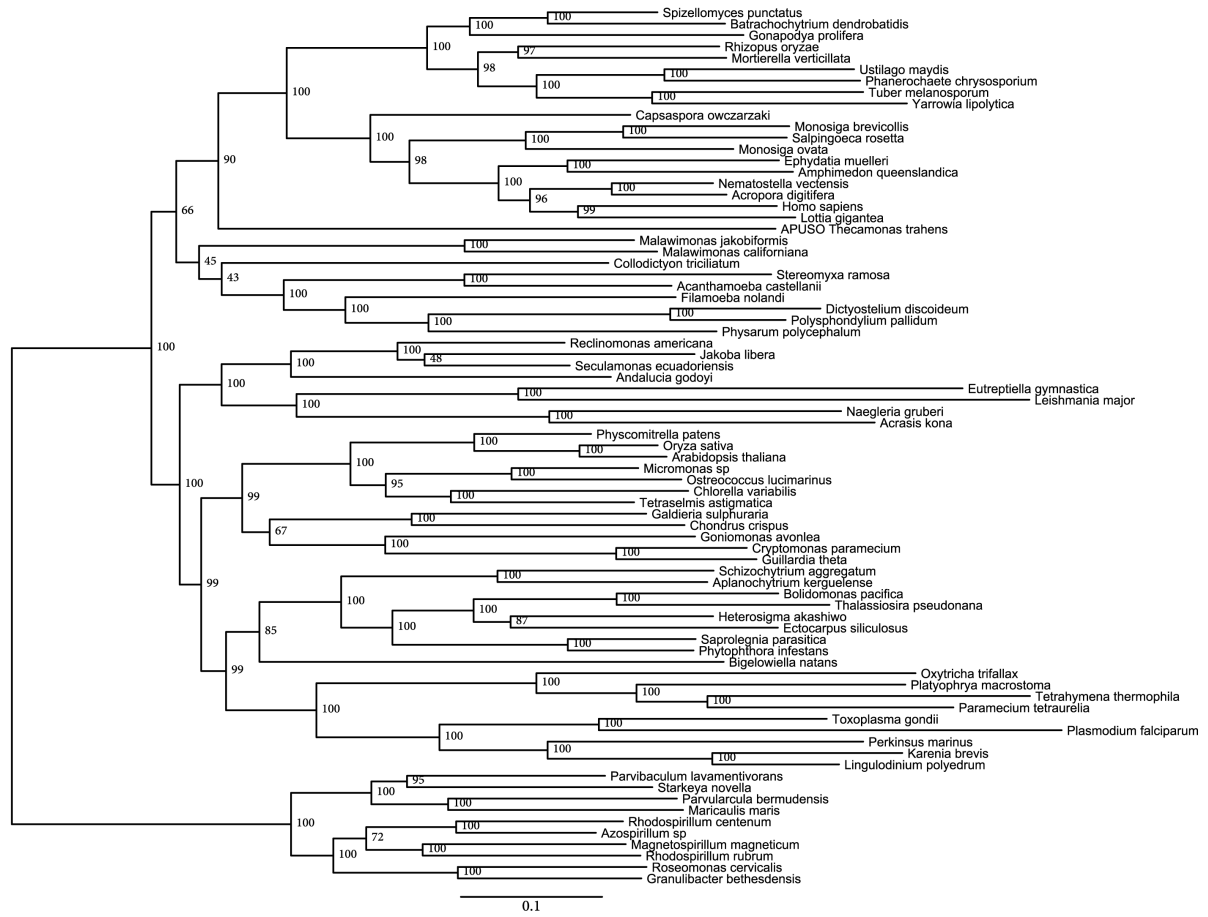 Spizellomyces punctatus
100
Batrachochytrium dendrobatidis
100
Gonapodya prolifera
100
Rhizopus oryzae
97
Mortierella verticillata
98
Ustilago maydis
100
Phanerochaete chrysosporium
100
Tuber melanosporum
100
Yarrowia lipolytica
100
Capsaspora owczarzaki
Monosiga brevicollis
100
Salpingoeca rosetta
100
100
Monosiga ovata
90
98
Ephydatia muelleri
100
Amphimedon queenslandica
100
Nematostella vectensis
100
Acropora digitifera
96
Homo sapiens
99
66
Lottia gigantea
APUSO Thecamonas trahens
Malawimonas jakobiformis
100
Malawimonas californiana
45
Collodictyon triciliatum
43
Stereomyxa ramosa
100
Acanthamoeba castellanii
100
Filamoeba nolandi
100
Dictyostelium discoideum
100
Polysphondylium pallidum
100
Physarum polycephalum
Reclinomonas americana
100
100
Jakoba libera
48
100
Seculamonas ecuadoriensis
Andalucia godoyi
100
Eutreptiella gymnastica
100
Leishmania major
100
Naegleria gruberi
100
Acrasis kona
Physcomitrella patens
100
Oryza sativa
100
Arabidopsis thaliana
100
Micromonas sp
100
Ostreococcus lucimarinus
100
95
Chlorella variabilis
99
100
Tetraselmis astigmatica
Galdieria sulphuraria
100
Chondrus crispus
67
Goniomonas avonlea
100
Cryptomonas paramecium
100
Guillardia theta
Schizochytrium aggregatum
100
Aplanochytrium kerguelense
99
Bolidomonas pacifica
100
100
Thalassiosira pseudonana
100
Heterosigma akashiwo
87
100
Ectocarpus siliculosus
85
Saprolegnia parasitica
100
Phytophthora infestans
Bigelowiella natans
99
Oxytricha trifallax
100
Platyophrya macrostoma
100
Tetrahymena thermophila
100
Paramecium tetraurelia
100
Toxoplasma gondii
100
Plasmodium falciparum
100
Perkinsus marinus
100
Karenia brevis
100
Lingulodinium polyedrum
Parvibaculum lavamentivorans
95
Starkeya novella
100
Parvularcula bermudensis
100
Maricaulis maris
100
Rhodospirillum centenum
100
Azospirillum sp
72
Magnetospirillum magneticum
100
Rhodospirillum rubrum
100
Roseomonas cervicalis
100
Granulibacter bethesdensis
0.1